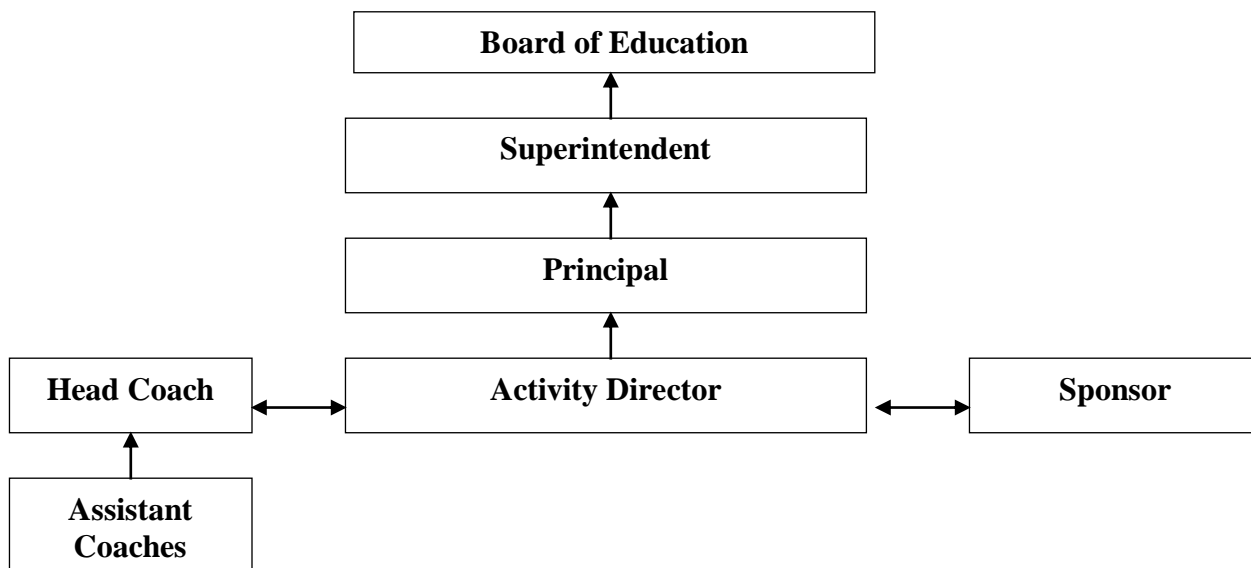 Board of Education
Superintendent
Principal
Head Coach
Activity Director
Sponsor
Assistant
Coaches